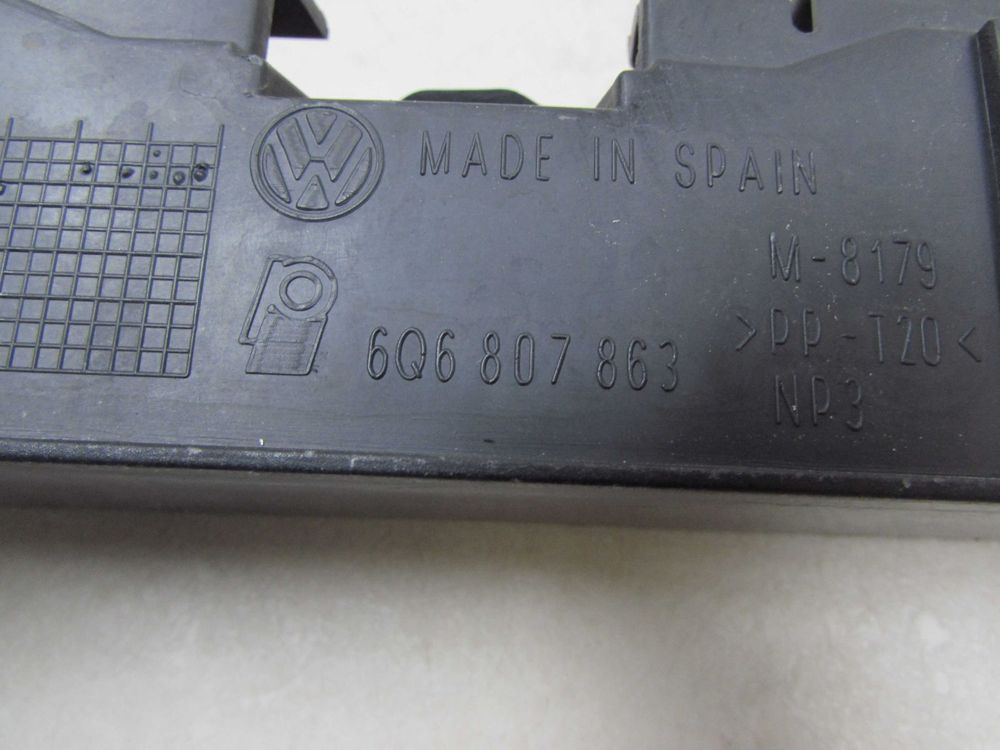 MADE IN SPAIN
M-8179
6Q6 807 863
>PP-T20<
NP3